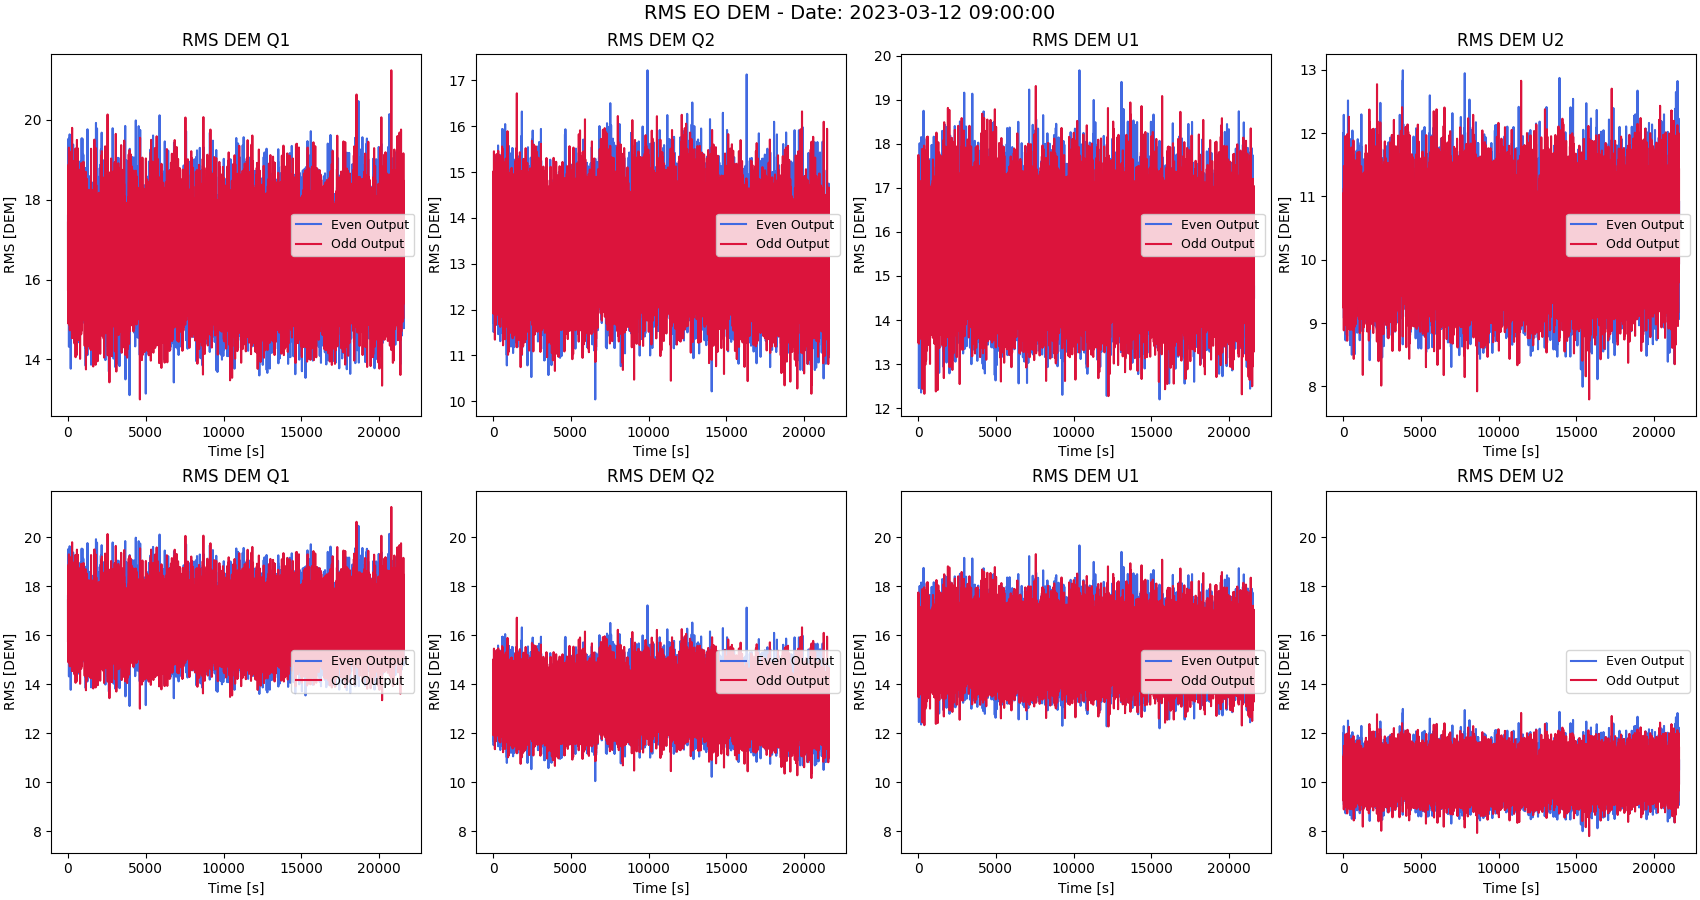 RMS EO DEM - Date: 2023-03-12 09:00:00
RMS DEM Q1
RMS [DEM]
20
18
16
14
0 5000 10000 15000 20000
Time [s]
Even Output
Odd Output
RMS DEM Q2
RMS [DEM]
17
16
15
14
13
12
11
10
0 5000 10000 15000 20000
Time [s]
Even Output
Odd Output
RMS DEM U1
RMS [DEM]
20
19
18
17
16
15
14
13
12
0 5000 10000 15000 20000
Time [s]
Even Output
Odd Output
RMS DEM U2
RMS [DEM]
13
12
11
10
9
8
0 5000 10000 15000 20000
Time [s]
Even Output
Odd Output
RMS DEM Q1
RMS [DEM]
20
18
16
14
12
10
8
0 5000 10000 15000 20000
Time [s]
Even Output
Odd Output
RMS DEM Q2
RMS [DEM]
20
18
16
14
12
10
8
0 5000 10000 15000 20000
Time [s]
Even Output
Odd Output
RMS DEM U1
RMS [DEM]
20
18
16
14
12
10
8
0 5000 10000 15000 20000
Time [s]
Even Output
Odd Output
RMS DEM U2
RMS [DEM]
20
18
16
14
12
10
8
0 5000 10000 15000 20000
Time [s]
Even Output
Odd Output